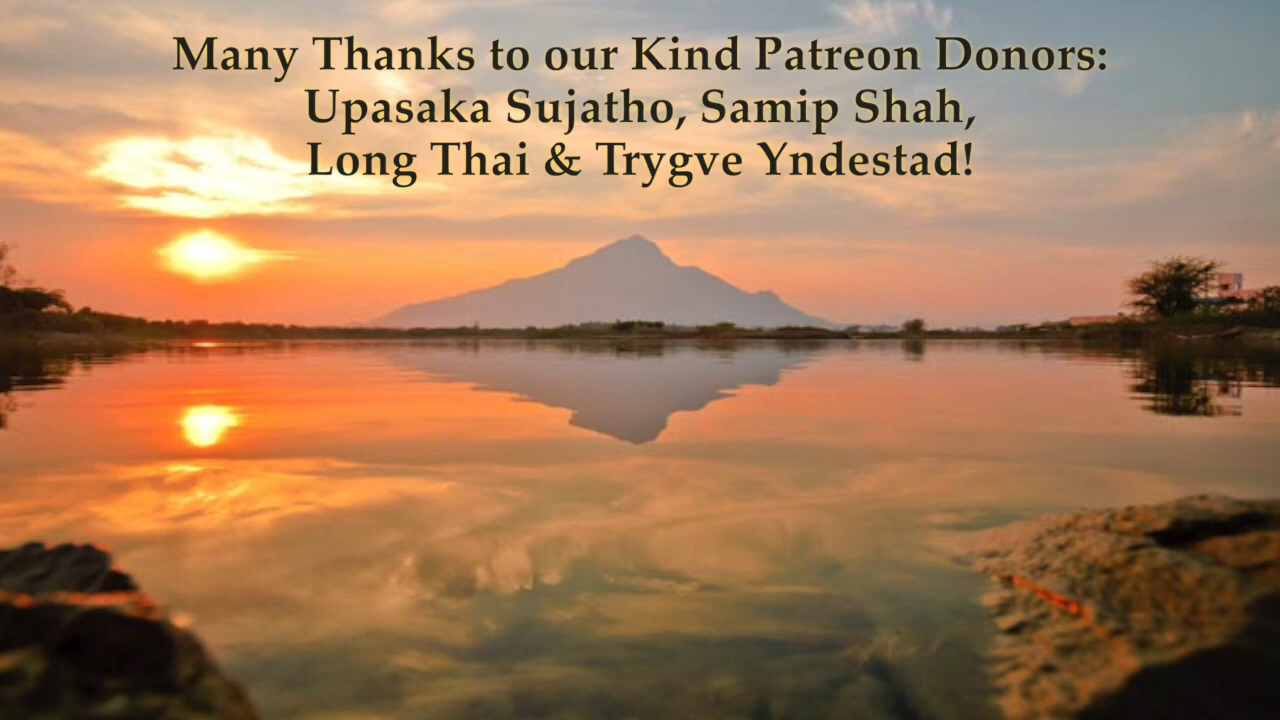 Many Thanks to our Kind Patreon Donors:
Upasaka Sujatho, Samip Shah,
Long Thai & Trygve Yndestad!